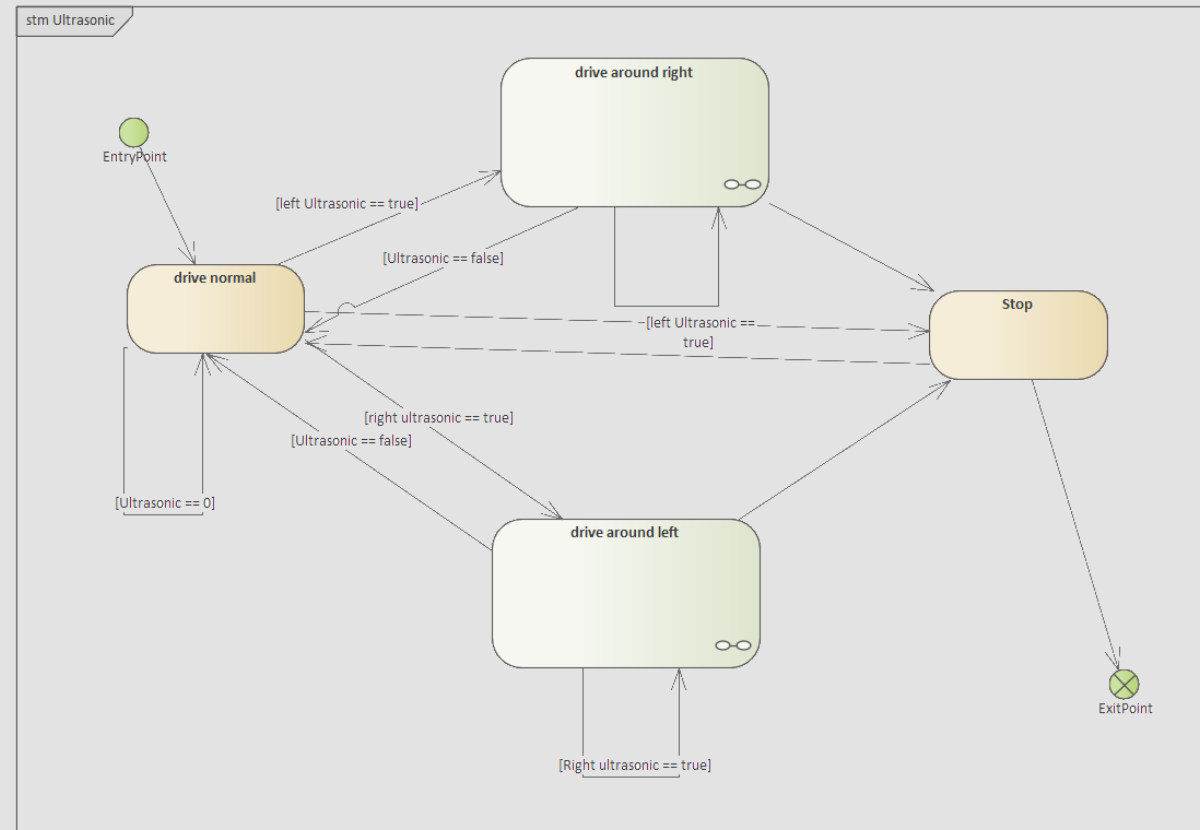 stm Ultrasonic
drive around right
EntryPoint
[left Ultrasonic == true]
[Ultrasonic == false]
drive normal
Stop
[left Ultrasonic ==
true]
[right ultrasonic == true]
[Ultrasonic == false]
[Ultrasonic == 0]
drive around left
ExitPoint
[Right ultrasonic == true]